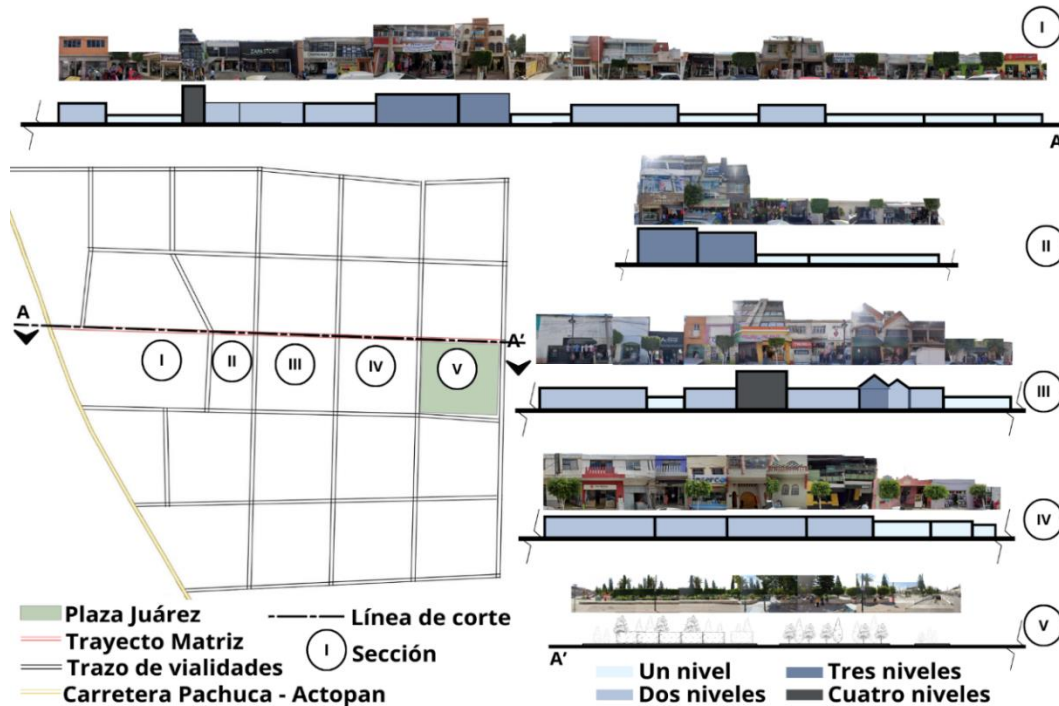 I
A
II
A
A'
I
II
III
IV
V
III
IV
V
A'
Plaza Juárez
Trayecto Matriz
Trazo de vialidades
Carretera Pachuca - Actopan
Línea de corte
I
Sección
Un nivel
Dos niveles
Tres niveles
Cuatro niveles